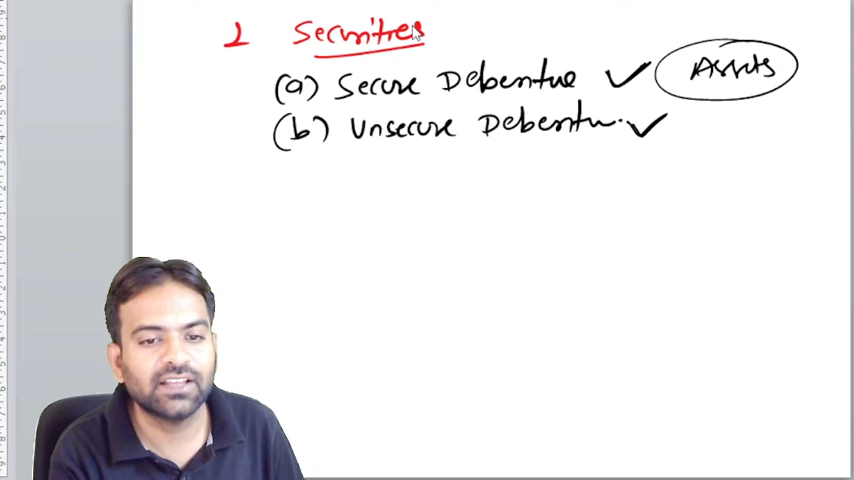 1 Securities
(a) Secure Debenture ✓ Assets
(b) Unsecure Debentu. ✓